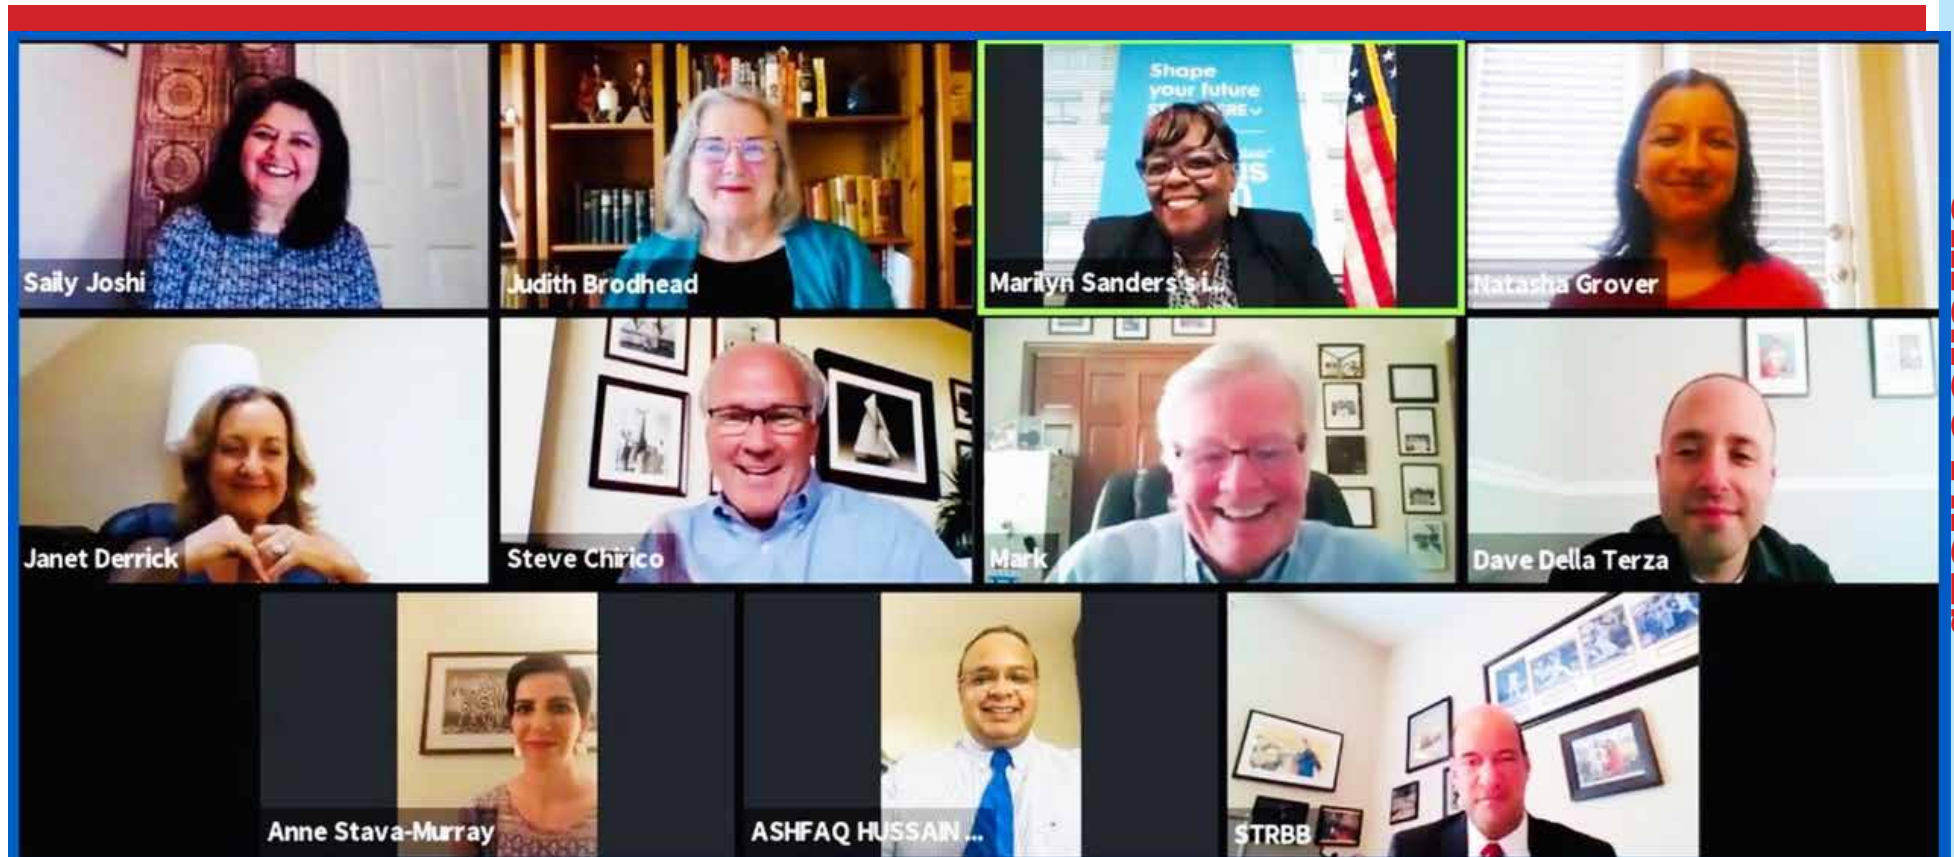 Shape
your future
Saily Joshi
Judith Brodhead
Marilyn Sanders's i...
Natasha Grover
Janet Derrick
Steve Chirico
Mark
Dave Della Terza
Anne Stava-Murray
ASHFAQ HUSSAIN ...
STRBB